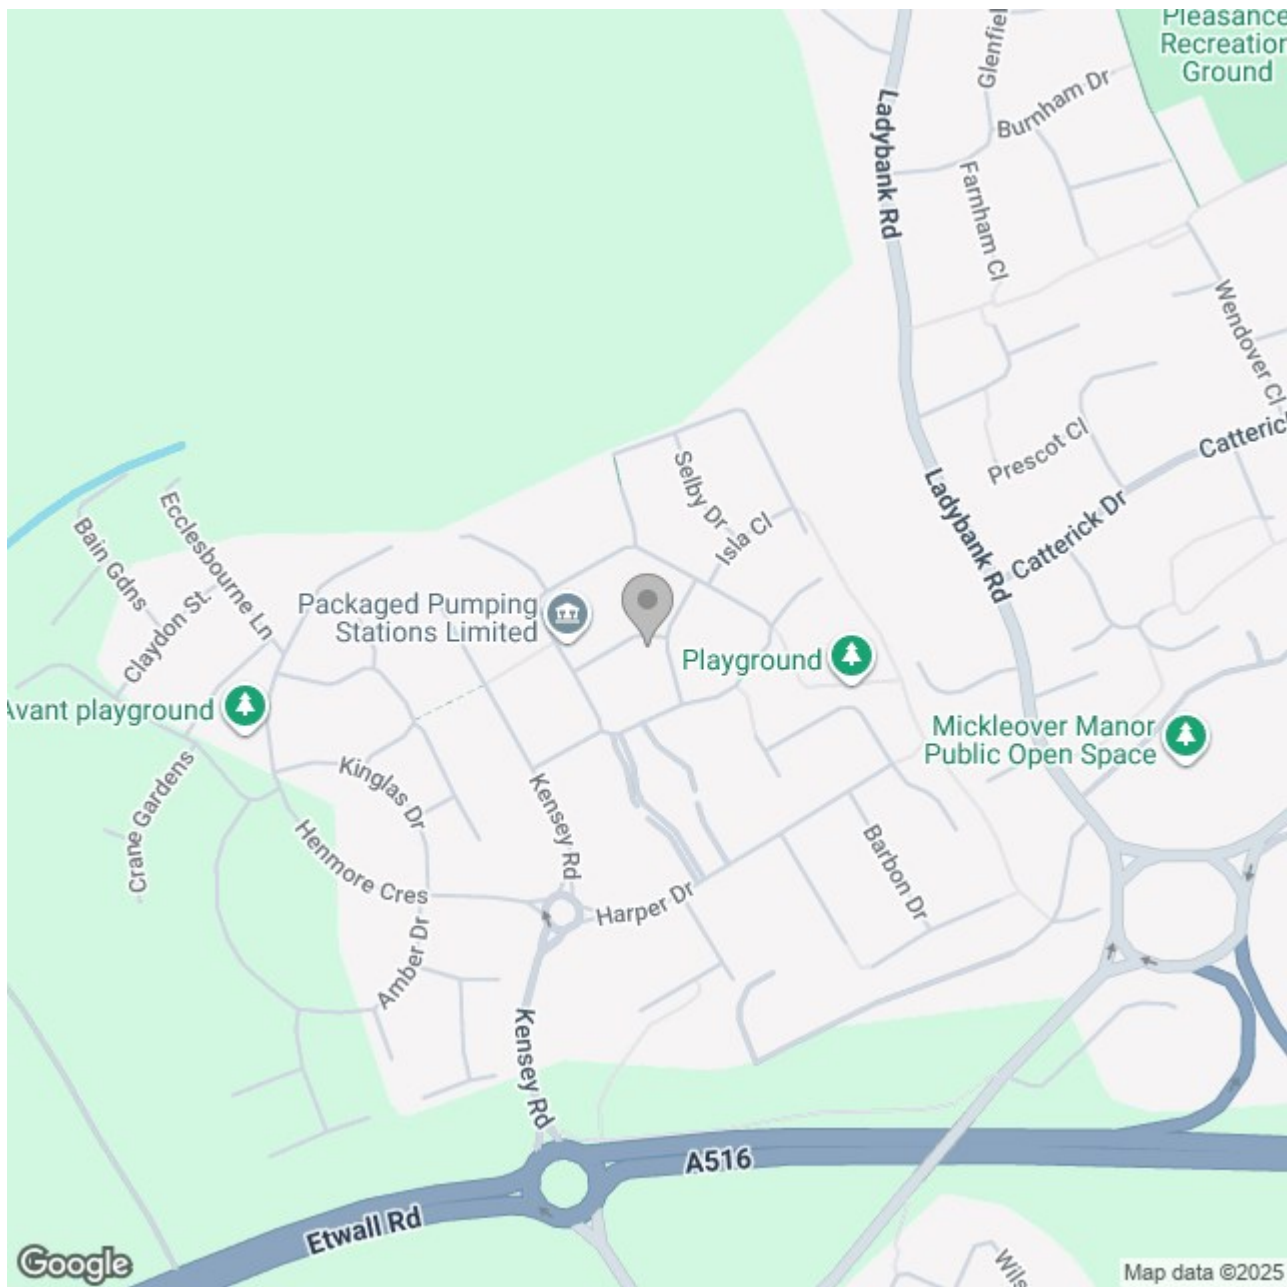 Pleasance
Recreation
Ground
Glenfiel
Burnham Dr
Ladybank Rd
Farnham Cl
Wendover Cl
Prescot Cl
Catterick
Catterick Dr
Ladybank Rd
Selby Dr
Isla Cl
Ecclesbourne Ln
Bain Gdns
Claydon St.
Packaged Pumping
Stations Limited
Playground
Avant playground
Mickleover Manor
Public Open Space
Crane Gardens
Kinglas Dr
Kensey Rd
Henmore Cres
Barbon Dr
Harper Dr
Amber Dr
Kensey Rd
A516
Etwall Rd
Wils
Google
Map data ©2025